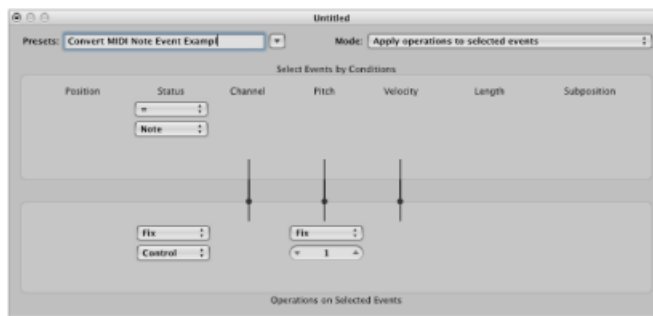 Untitled
Presets: Convert MIDI Note Event Exampl Mode: Apply operations to selected events
Select Events by Conditions
Position Status Channel Pitch Velocity Length Subposition
=
Note
Fix Fix
Control 1
Operations on Selected Events